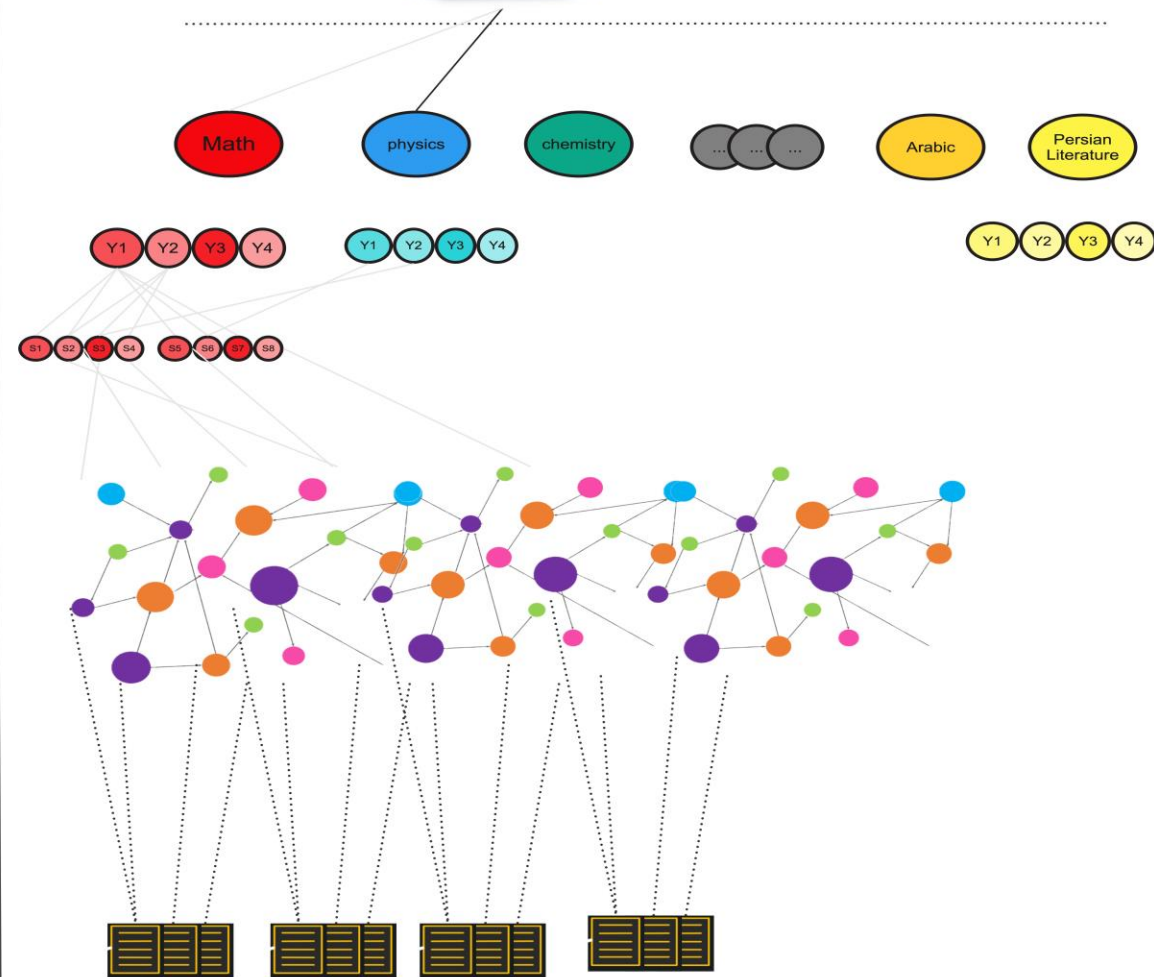 Math
physics
chemistry
...
...
...
Arabic
Persian
Literature
Y1 Y2 Y3 Y4
Y1 Y2 Y3 Y4
Y1 Y2 Y3 Y4
S1 S2 S3 S4
S5 S6 S7 S8